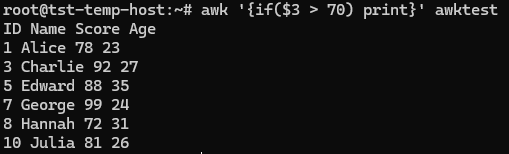 root@tst-temp-host:~# awk '{if($3 > 70) print}' awktest
ID Name Score Age
1 Alice 78 23
3 Charlie 92 27
5 Edward 88 35
7 George 99 24
8 Hannah 72 31
10 Julia 81 26